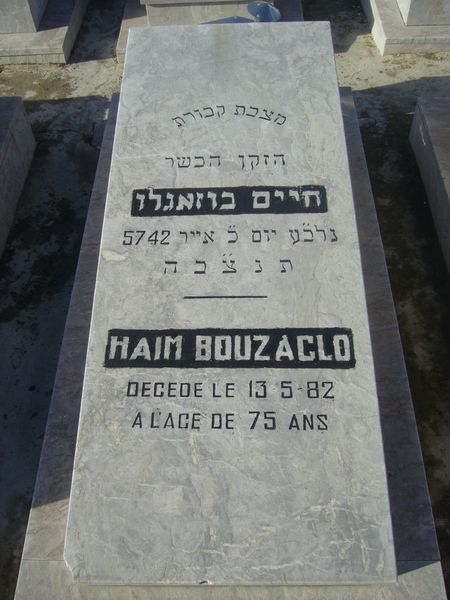 מצבת קבורת
הזקן הכשר
חיים בוזאגלו
נלב״ע יום כ״ אייר 5742
ת נ צ״ ב ה
HAIM BOUZAGLO
DECEDE LE 13 5-82
A LAGE DE 75 ANS